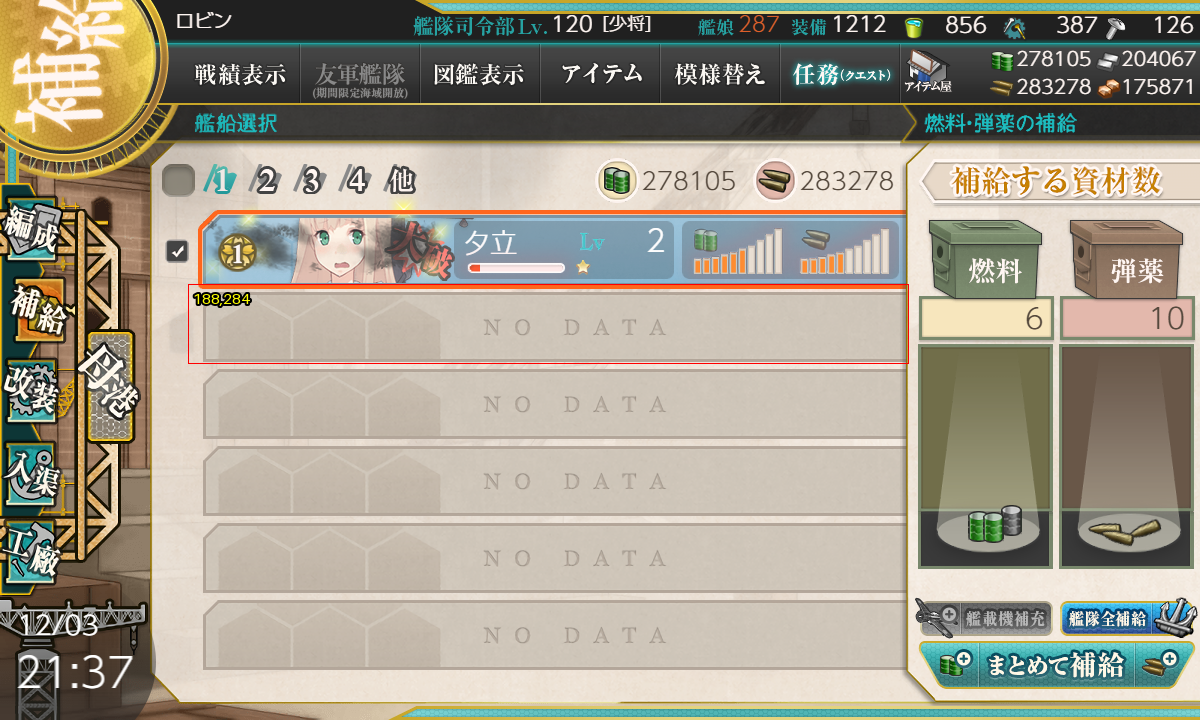 補給
ロビン
艦隊司令部Lv. 120 [少将]
艦娘 287 装備 1212
856
387
126
戦績表示
友軍艦隊
(期間限定海域開放)
図鑑表示
アイテム
模様替え
任務(クエスト)
アイテム屋
278105
204067
283278
175871
艦船選択
燃料・弾薬の補給
1 2 3 4 他
278105
283278
補給する資材数
1
大破
夕立 Lv 2
燃料
弾薬
6
10
188,284
NO DATA
NO DATA
NO DATA
NO DATA
NO DATA
編成
補給
改装
入渠
工廠
母港
艦載機補充
艦隊全補給
まとめて補給
12/03
21:37